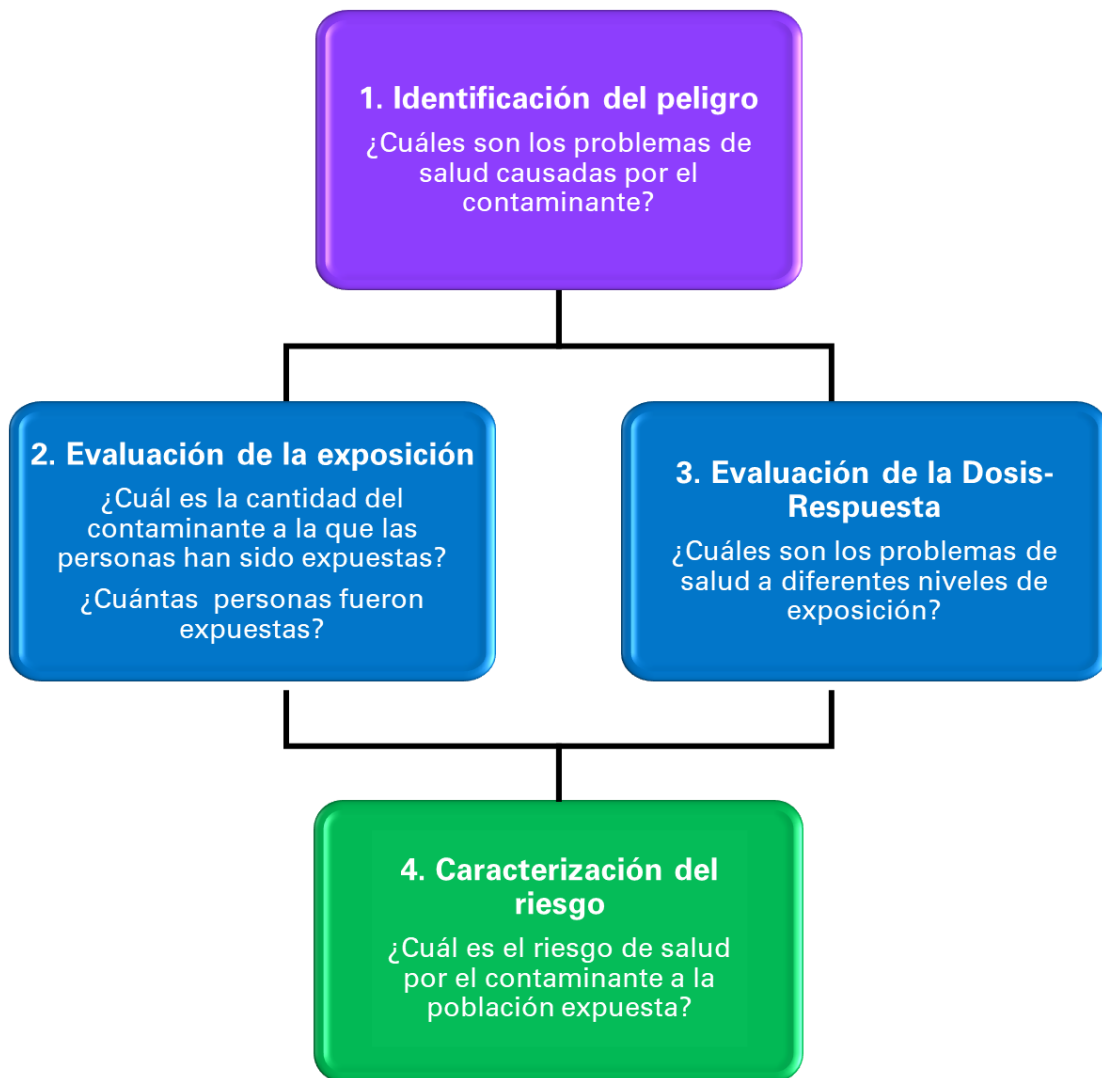 1. Identificación del peligro
¿Cuáles son los problemas de
salud causadas por el
contaminante?
2. Evaluación de la exposición
¿Cuál es la cantidad del
contaminante a la que las
personas han sido expuestas?
¿Cuántas personas fueron
expuestas?
3. Evaluación de la Dosis-
Respuesta
¿Cuáles son los problemas de
salud a diferentes niveles de
exposición?
4. Caracterización del
riesgo
¿Cuál es el riesgo de salud
por el contaminante a la
población expuesta?